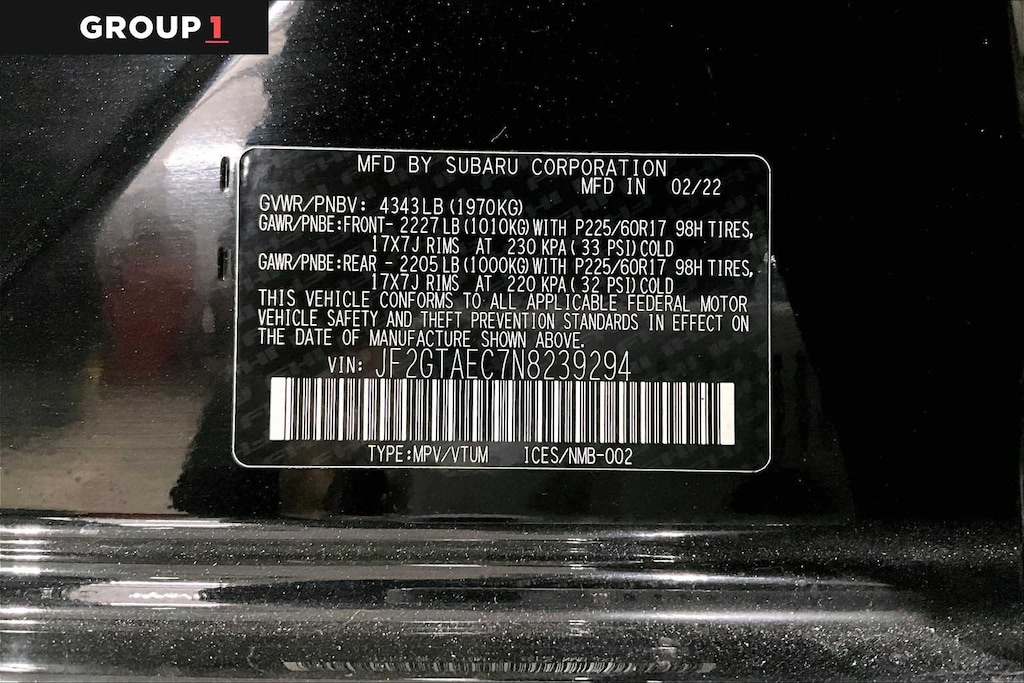 GROUP 1
MFD BY SUBARU CORPORATION
MFD IN 02/22
GVWR/PNBV: 4343LB (1970KG)
GAWR/PNBE:FRONT- 2227LB (1010KG) WITH P225/60R17 98H TIRES,
17X7J RIMS AT 230 KPA (33 PSI) COLD
GAWR/PNBE:REAR - 2205LB (1000KG) WITH P225/60R17 98H TIRES,
17X7J RIMS AT 220 KPA (32 PSI) COLD
THIS VEHICLE CONFORMS TO ALL APPLICABLE FEDERAL MOTOR
VEHICLE SAFETY AND THEFT PREVENTION STANDARDS IN EFFECT ON
THE DATE OF MANUFACTURE SHOWN ABOVE.
VIN: JF2GTAEC7N8239294
TYPE:MPV/VTUM ICES/NMB-002